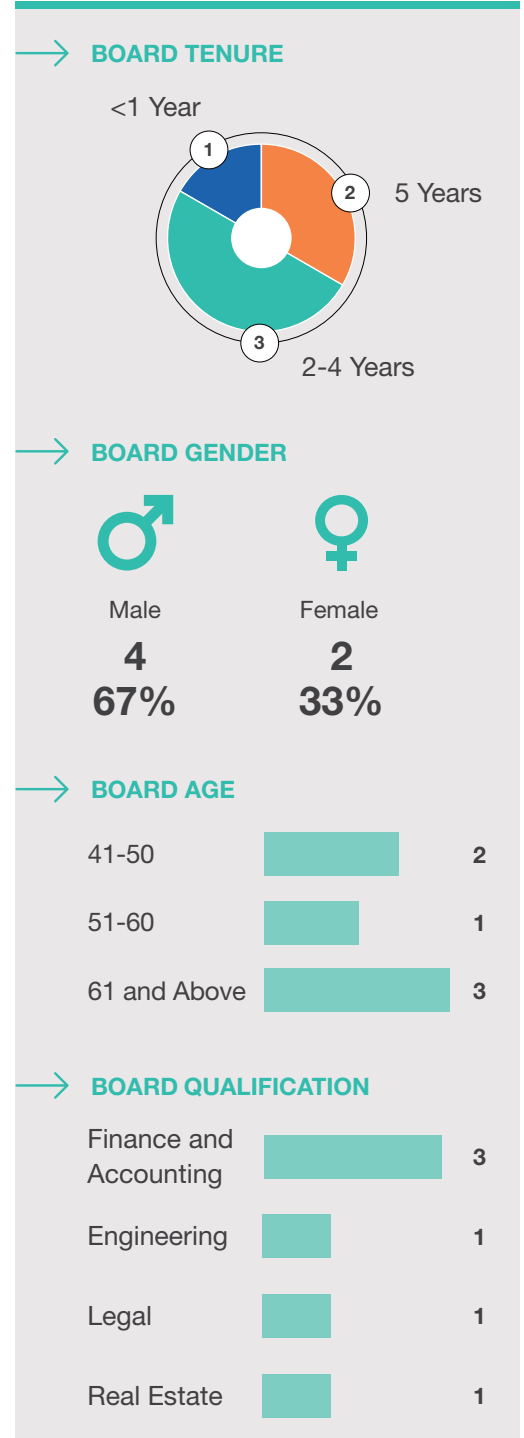 BOARD TENURE
<1 Year
1
2
5 Years
3
2-4 Years
BOARD GENDER
Male
Female
4
2
67%
33%
BOARD AGE
41-50
2
51-60
1
61 and Above
3
BOARD QUALIFICATION
Finance and
Accounting
3
Engineering
1
Legal
1
Real Estate
1